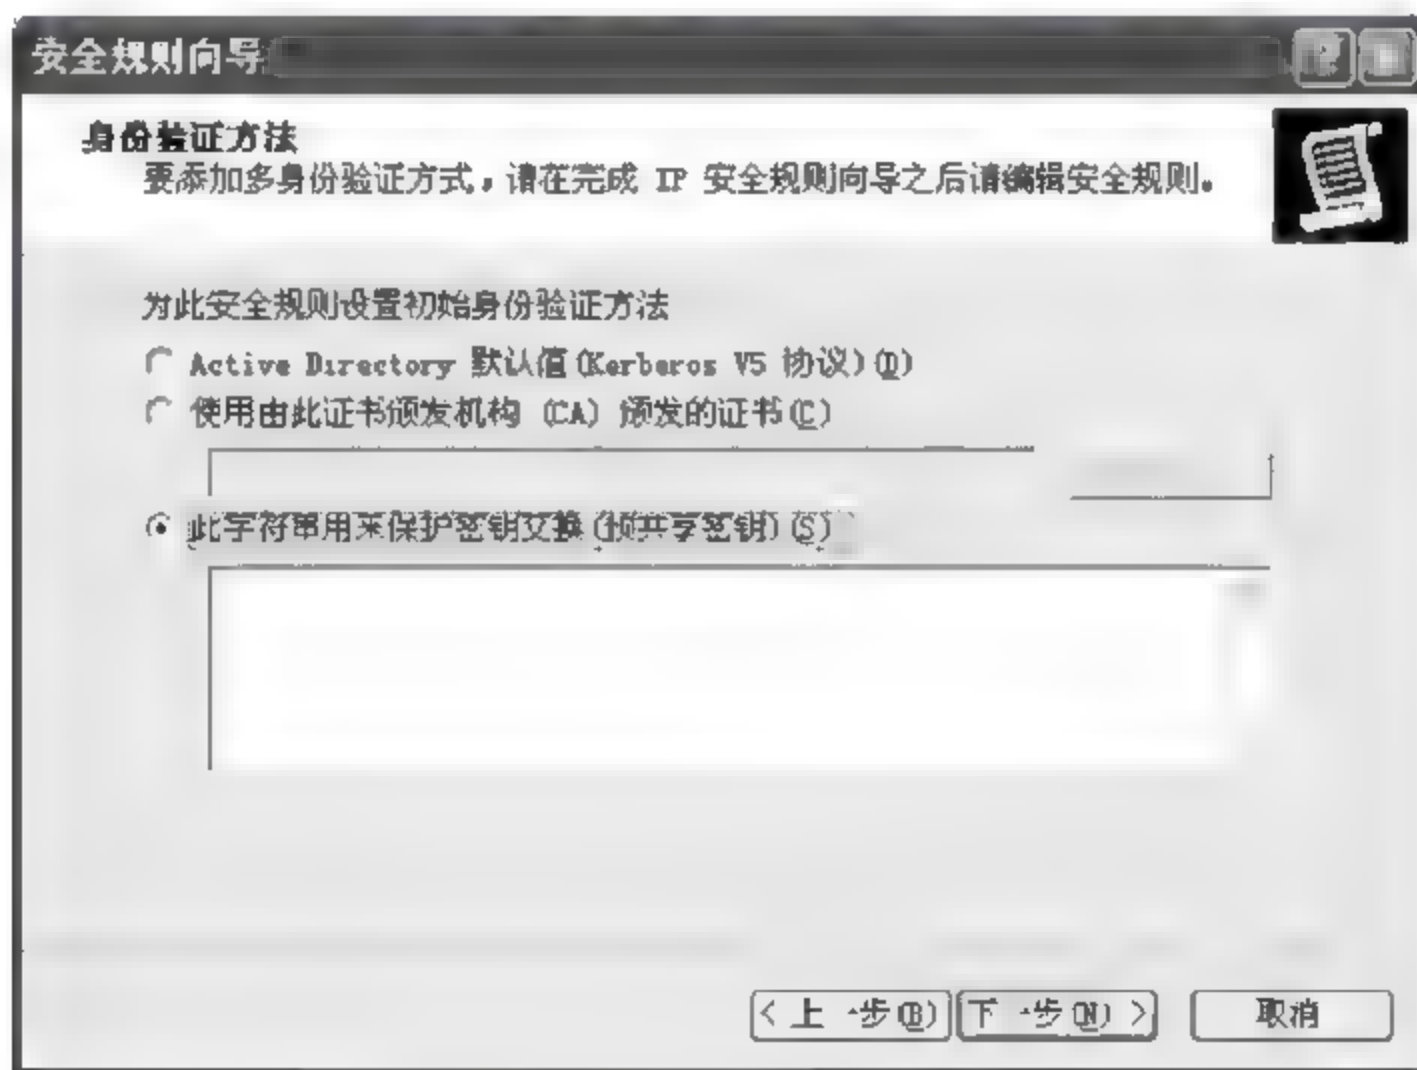 安全规则向导
身份验证方法
要添加多身份验证方式，请在完成 IP 安全规则向导之后请编辑安全规则。
为此安全规则设置初始身份验证方法
Active Directory 默认值(Kerberos V5 协议)(D)
使用由此证书颁发机构 (CA) 颁发的证书(C)
此字符串用来保护密钥交换(预共享密钥)(S)
< 上一步(B) 下一步(N) > 取消